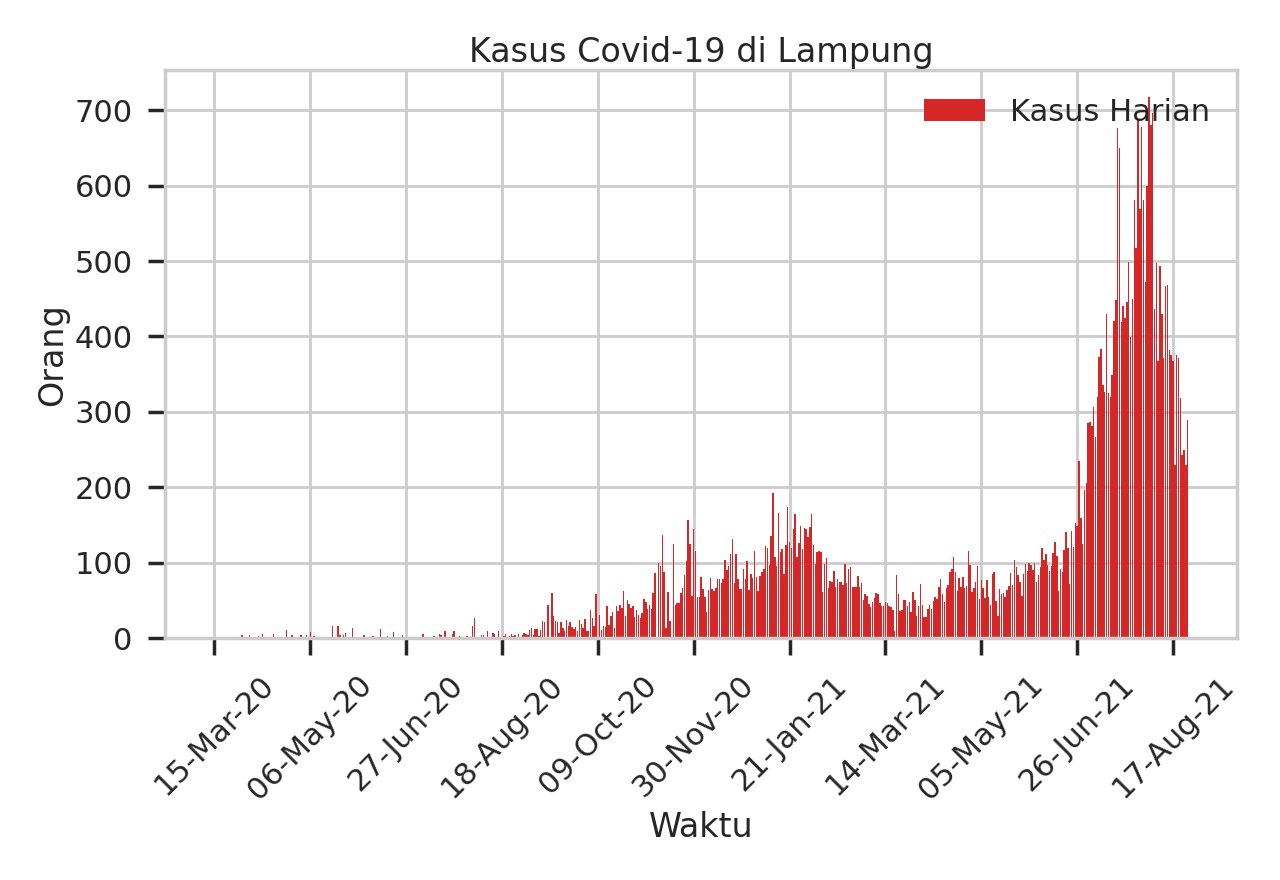 Kasus Covid-19 di Lampung
Kasus Harian
700
600
500
400
300
200
100
0
Orang
15-Mar-20
06-May-20
27-Jun-20
18-Aug-20
09-Oct-20
30-Nov-20
21-Jan-21
14-Mar-21
05-May-21
26-Jun-21
17-Aug-21
Waktu